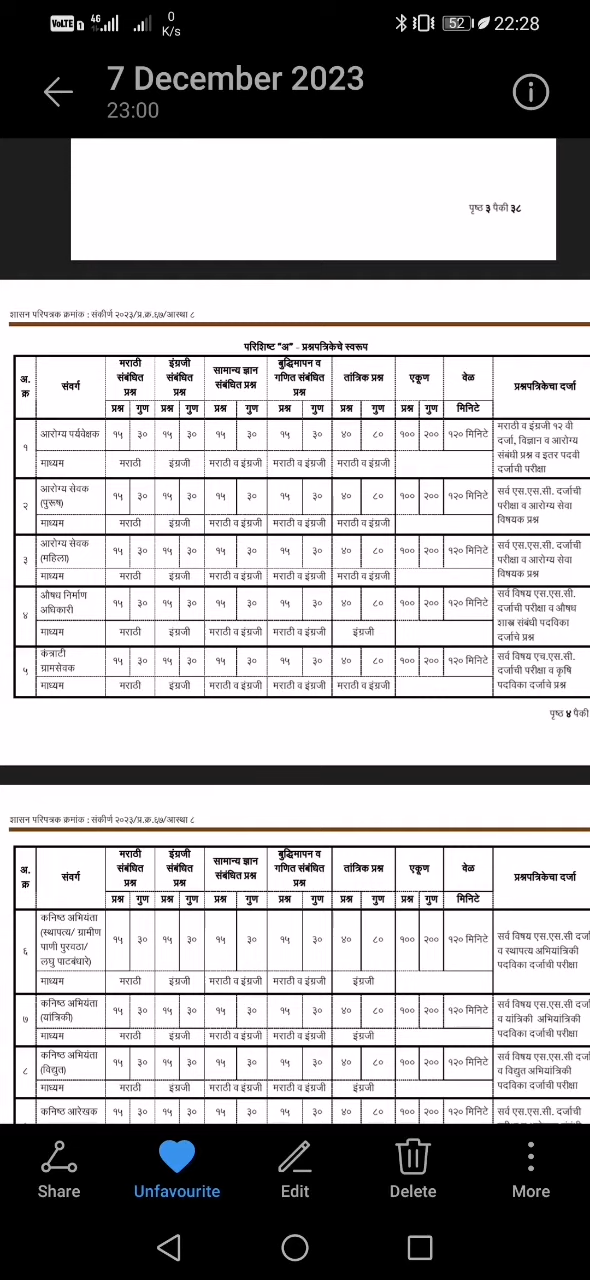 VoLTE 1 4G 0 K/s 52 22:28
7 December 2023
23:00
पृष्ठ ३ पैकी ३८
शासन परिपत्रक क्रमांक : संकीर्ण २०२३/प्र.क्र.६७/आस्था ८
परिशिष्ट "अ" - प्रश्नपत्रिकेचे स्वरूप
अ. क्र संवर्ग मराठी संबंधित प्रश्न इंग्रजी संबंधित प्रश्न सामान्य ज्ञान संबंधित प्रश्न बुद्धिमापन व गणित संबंधित प्रश्न तांत्रिक प्रश्न एकूण वेळ प्रश्नपत्रिकेचा दर्जा
प्रश्न गुण प्रश्न गुण प्रश्न गुण प्रश्न गुण प्रश्न गुण प्रश्न गुण मिनिटे
१ आरोग्य पर्यवेक्षक १५ ३० १५ ३० १५ ३० १५ ३० ४० ८० १०० २०० १२० मिनिटे मराठी व इंग्रजी १२ वी दर्जा, विज्ञान व आरोग्य संबंधी प्रश्न व इतर पदवी दर्जाची परीक्षा
माध्यम मराठी इंग्रजी मराठी व इंग्रजी मराठी व इंग्रजी मराठी व इंग्रजी
२ आरोग्य सेवक (पुरूष) १५ ३० १५ ३० १५ ३० १५ ३० ४० ८० १०० २०० १२० मिनिटे सर्व एस.एस.सी. दर्जाची परीक्षा व आरोग्य सेवा विषयक प्रश्न
माध्यम मराठी इंग्रजी मराठी व इंग्रजी मराठी व इंग्रजी मराठी व इंग्रजी
३ आरोग्य सेवक (महिला) १५ ३० १५ ३० १५ ३० १५ ३० ४० ८० १०० २०० १२० मिनिटे सर्व एस.एस.सी. दर्जाची परीक्षा व आरोग्य सेवा विषयक प्रश्न
माध्यम मराठी इंग्रजी मराठी व इंग्रजी मराठी व इंग्रजी मराठी व इंग्रजी
४ औषध निर्माण अधिकारी १५ ३० १५ ३० १५ ३० १५ ३० ४० ८० १०० २०० १२० मिनिटे सर्व विषय एस.एस.सी. दर्जाची परीक्षा व औषध शास्त्र संबंधी पदविका दर्जाचे प्रश्न
माध्यम मराठी इंग्रजी मराठी व इंग्रजी मराठी व इंग्रजी इंग्रजी
५ कंत्राटी ग्रामसेवक १५ ३० १५ ३० १५ ३० १५ ३० ४० ८० १०० २०० १२० मिनिटे सर्व विषय एच.एस.सी. दर्जाची परीक्षा व कृषि पदविका दर्जाचे प्रश्न
माध्यम मराठी इंग्रजी मराठी व इंग्रजी मराठी व इंग्रजी मराठी व इंग्रजी
पृष्ठ ४ पैकी
शासन परिपत्रक क्रमांक : संकीर्ण २०२३/प्र.क्र.६७/आस्था ८
अ. क्र संवर्ग मराठी संबंधित प्रश्न इंग्रजी संबंधित प्रश्न सामान्य ज्ञान संबंधित प्रश्न बुद्धिमापन व गणित संबंधित प्रश्न तांत्रिक प्रश्न एकूण वेळ प्रश्नपत्रिकेचा दर्जा
प्रश्न गुण प्रश्न गुण प्रश्न गुण प्रश्न गुण प्रश्न गुण प्रश्न गुण मिनिटे
६ कनिष्ठ अभियंता (स्थापत्य/ ग्रामीण पाणी पुरवठा/ लघु पाटबंधारे) १५ ३० १५ ३० १५ ३० १५ ३० ४० ८० १०० २०० १२० मिनिटे सर्व विषय एस.एस.सी दर्जा व स्थापत्य अभियांत्रिकी पदविका दर्जाची परीक्षा
माध्यम मराठी इंग्रजी मराठी व इंग्रजी मराठी व इंग्रजी इंग्रजी
७ कनिष्ठ अभियंता (यांत्रिकी) १५ ३० १५ ३० १५ ३० १५ ३० ४० ८० १०० २०० १२० मिनिटे सर्व विषय एस.एस.सी दर्जा व यांत्रिकी अभियांत्रिकी पदविका दर्जाची परीक्षा
माध्यम मराठी इंग्रजी मराठी व इंग्रजी मराठी व इंग्रजी इंग्रजी
८ कनिष्ठ अभियंता (विद्युत) १५ ३० १५ ३० १५ ३० १५ ३० ४० ८० १०० २०० १२० मिनिटे सर्व विषय एस.एस.सी दर्जा व विद्युत अभियांत्रिकी पदविका दर्जाची परीक्षा
माध्यम मराठी इंग्रजी मराठी व इंग्रजी मराठी व इंग्रजी इंग्रजी
कनिष्ठ आरेखक १५ ३० १५ ३० १५ ३० १५ ३० ४० ८० १०० २०० १२० मिनिटे सर्व एस.एस.सी. दर्जाची
Share Unfavourite Edit Delete More